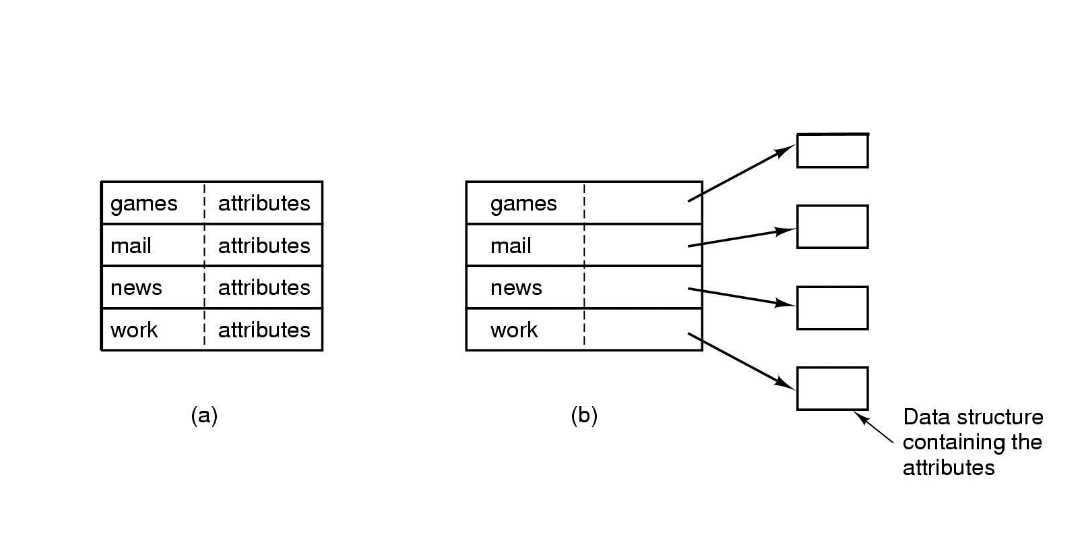 games attributes
mail attributes
news attributes
work attributes
(a)
games
mail
news
work
(b)
Data structure
containing the
attributes